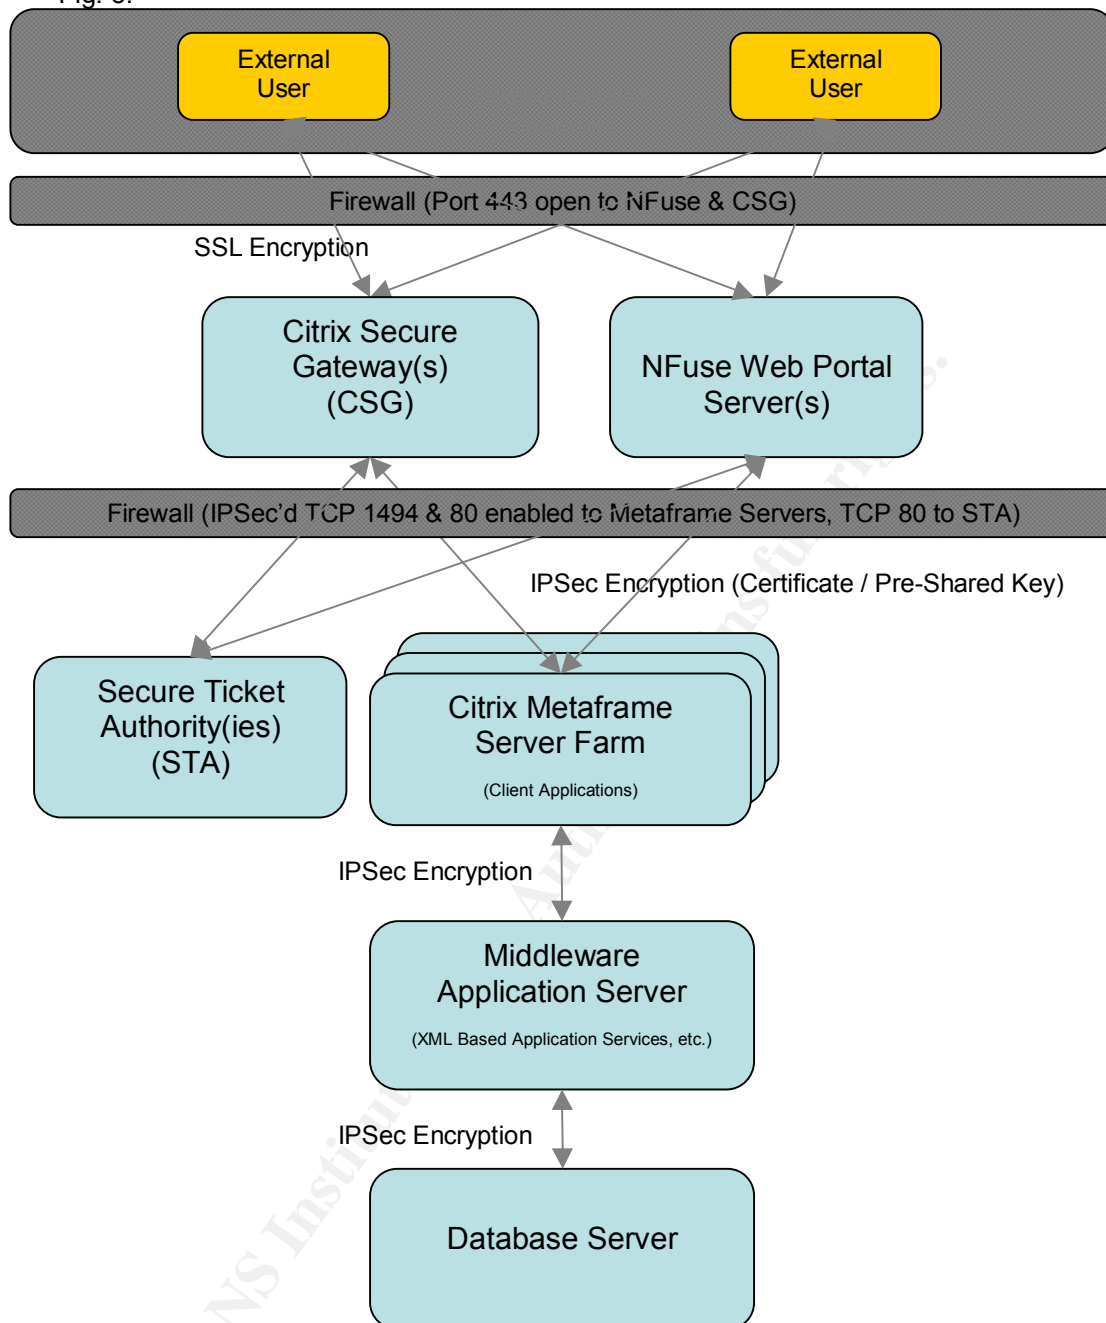 Fig. 3.
External
User
External
User
Firewall (Port 443 open to NFuse & CSG)
SSL Encryption
Citrix Secure
Gateway(s)
(CSG)
NFuse Web Portal
Server(s)
Firewall (IPSec'd TCP 1494 & 80 enabled to Metaframe Servers, TCP 80 to STA)
IPSec Encryption (Certificate / Pre-Shared Key)
Secure Ticket
Authority(ies)
(STA)
Citrix Metaframe
Server Farm
(Client Applications)
IPSec Encryption
Middleware
Application Server
(XML Based Application Services, etc.)
IPSec Encryption
Database Server